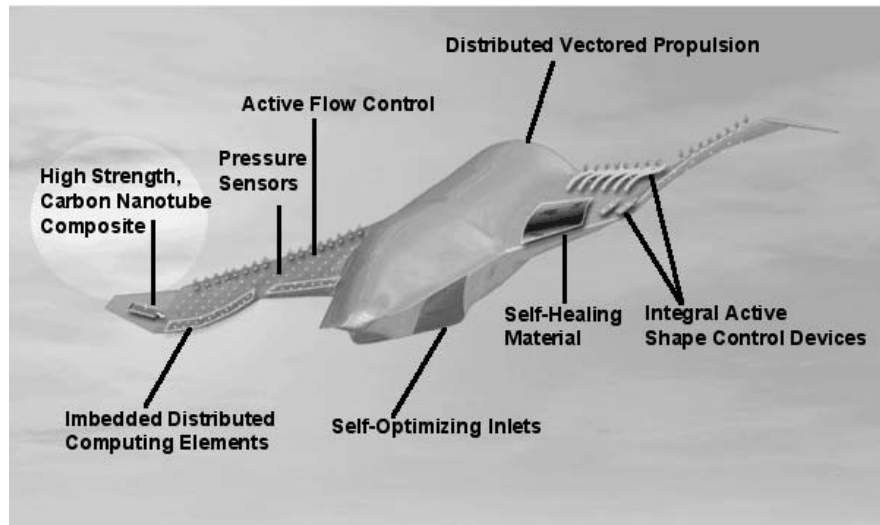 Distributed Vectored Propulsion
Active Flow Control
Pressure
Sensors
High Strength,
Carbon Nanotube
Composite
Self-Healing
Material
Integral Active
Shape Control Devices
Imbedded Distributed
Computing Elements
Self-Optimizing Inlets